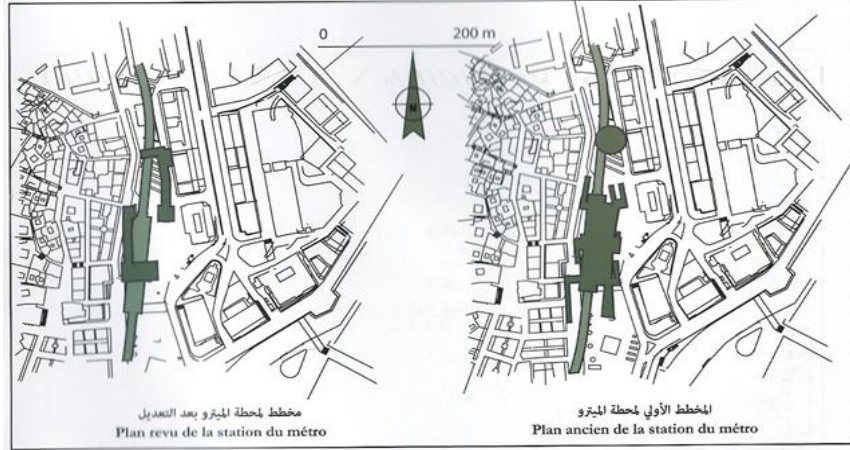 0 200 m
N
مخطط لمحطة الميترو بعد التعديل
Plan revu de la station du métro
المخطط الأولي لمحطة الميترو
Plan ancien de la station du métro